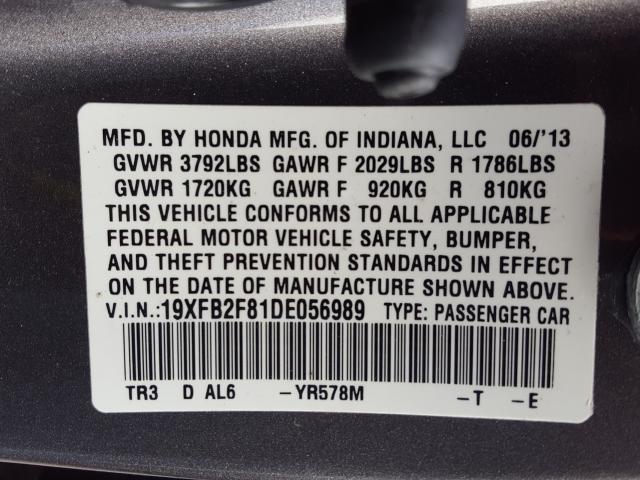 MFD. BY HONDA MFG. OF INDIANA, LLC 06/'13
GVWR 3792LBS GAWR F 2029LBS R 1786LBS
GVWR 1720KG GAWR F 920KG R 810KG
THIS VEHICLE CONFORMS TO ALL APPLICABLE
FEDERAL MOTOR VEHICLE SAFETY, BUMPER,
AND THEFT PREVENTION STANDARDS IN EFFECT
ON THE DATE OF MANUFACTURE SHOWN ABOVE.
V.I.N.:19XFB2F81DE056989 TYPE: PASSENGER CAR
TR3 D AL6 –YR578M –T –E